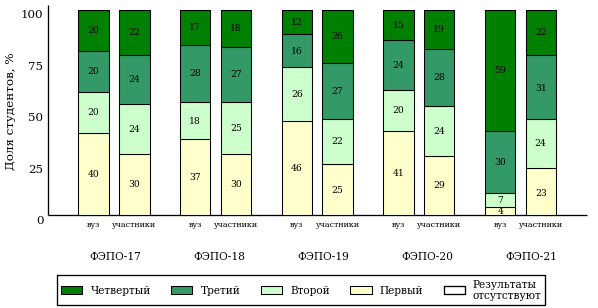 Доля студентов, %
100
75
50
25
0
20 22 17 18 12 26 15 19 59 22
20 24 28 27 16 27 24 28 30 31
20 24 18 25 26 22 20 24 7 24
40 30 37 30 46 25 41 29 4 23
вуз участники вуз участники вуз участники вуз участники вуз участники
ФЭПО-17 ФЭПО-18 ФЭПО-19 ФЭПО-20 ФЭПО-21
Четвертый Третий Второй Первый Результаты
отсутствуют